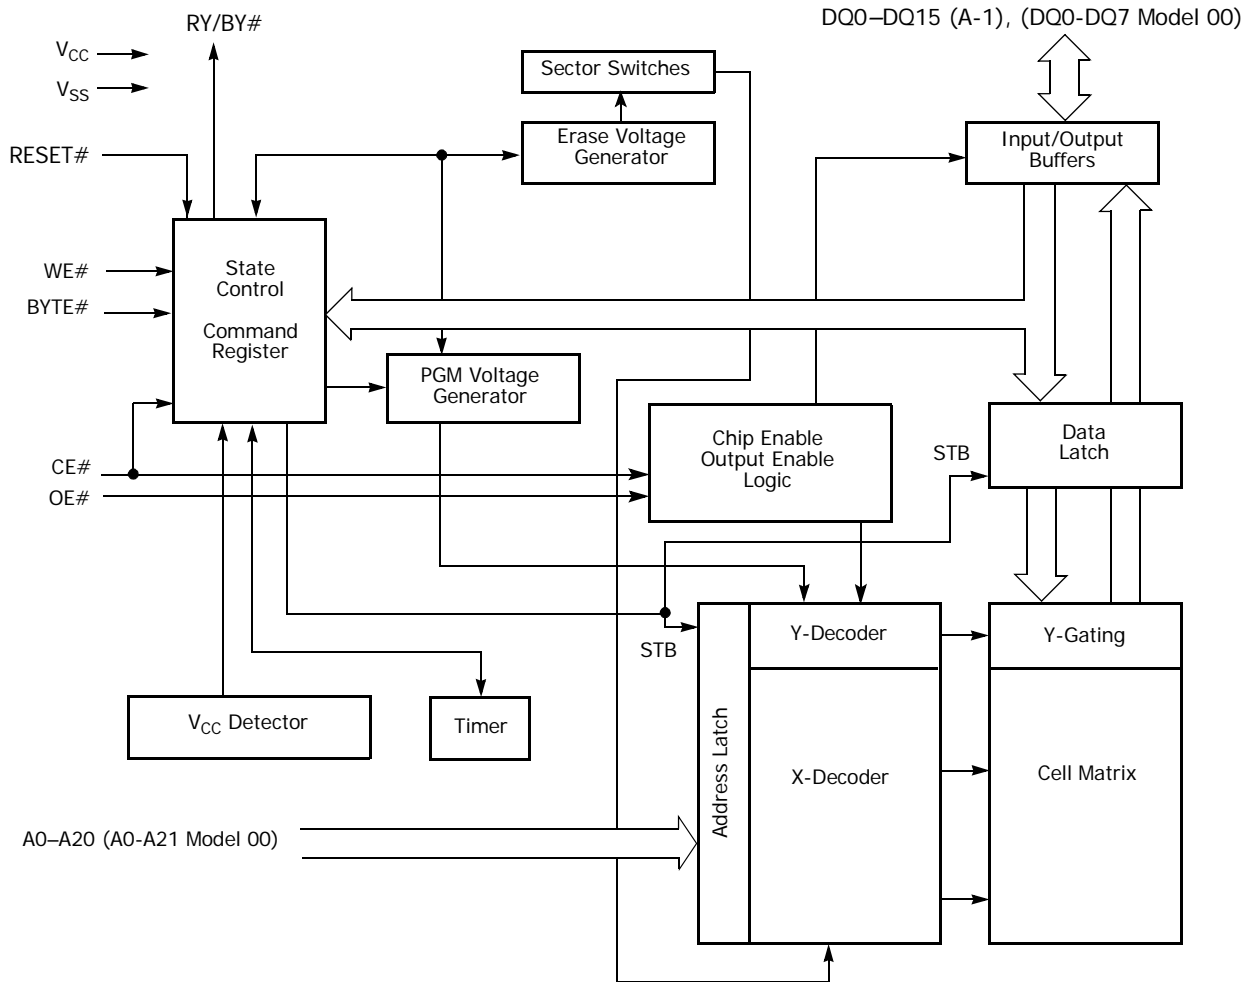 RY/BY#
DQ0–DQ15 (A-1), (DQ0-DQ7 Model 00)
VCC
VSS
Sector Switches
RESET#
Erase Voltage
Generator
Input/Output
Buffers
WE#
BYTE#
State
Control
Command
Register
PGM Voltage
Generator
CE#
OE#
Chip Enable
Output Enable
Logic
STB
Data
Latch
STB
Y-Decoder
Y-Gating
VCC Detector
Timer
Address Latch
X-Decoder
Cell Matrix
A0–A20 (A0-A21 Model 00)